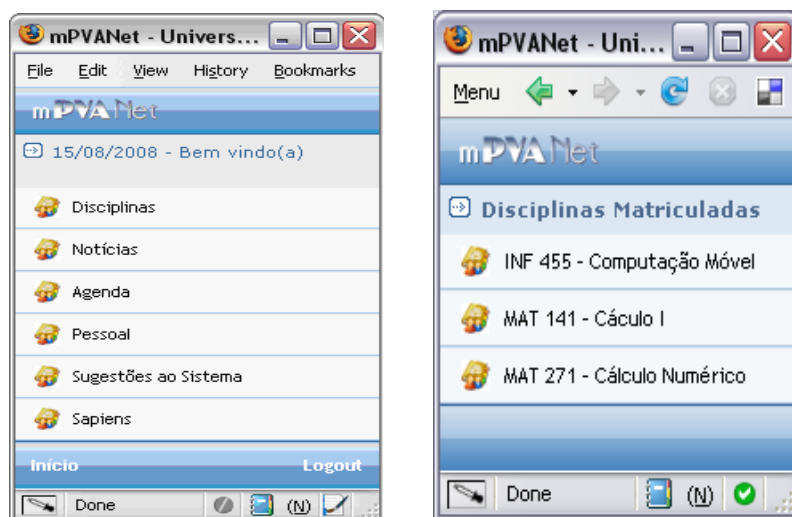 mPVANet - Univers...
File Edit View History Bookmarks
mPVANet
15/08/2008 - Bem vindo(a)
Disciplinas
Notícias
Agenda
Pessoal
Sugestões ao Sistema
Sapiens
Início Logout
Done (N)
mPVANet - Uni...
Menu
mPVANet
Disciplinas Matriculadas
INF 455 - Computação Móvel
MAT 141 - Cáculo I
MAT 271 - Cálculo Numérico
Done (N)